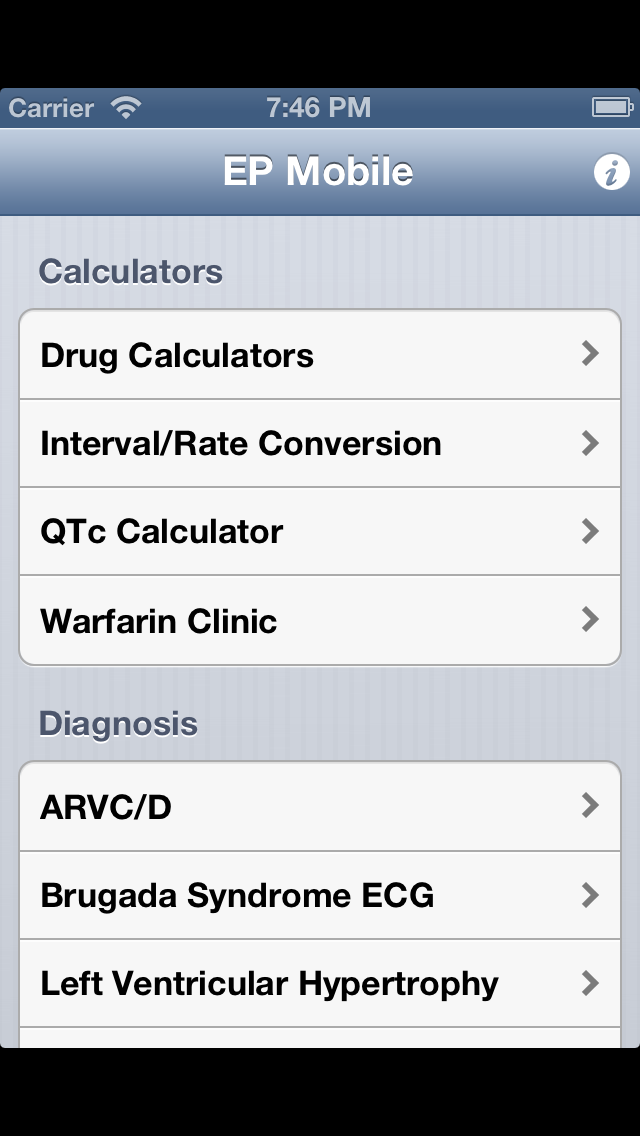 Carrier 7:46 PM
EP Mobile
Calculators
Drug Calculators
Interval/Rate Conversion
QTc Calculator
Warfarin Clinic
Diagnosis
ARVC/D
Brugada Syndrome ECG
Left Ventricular Hypertrophy